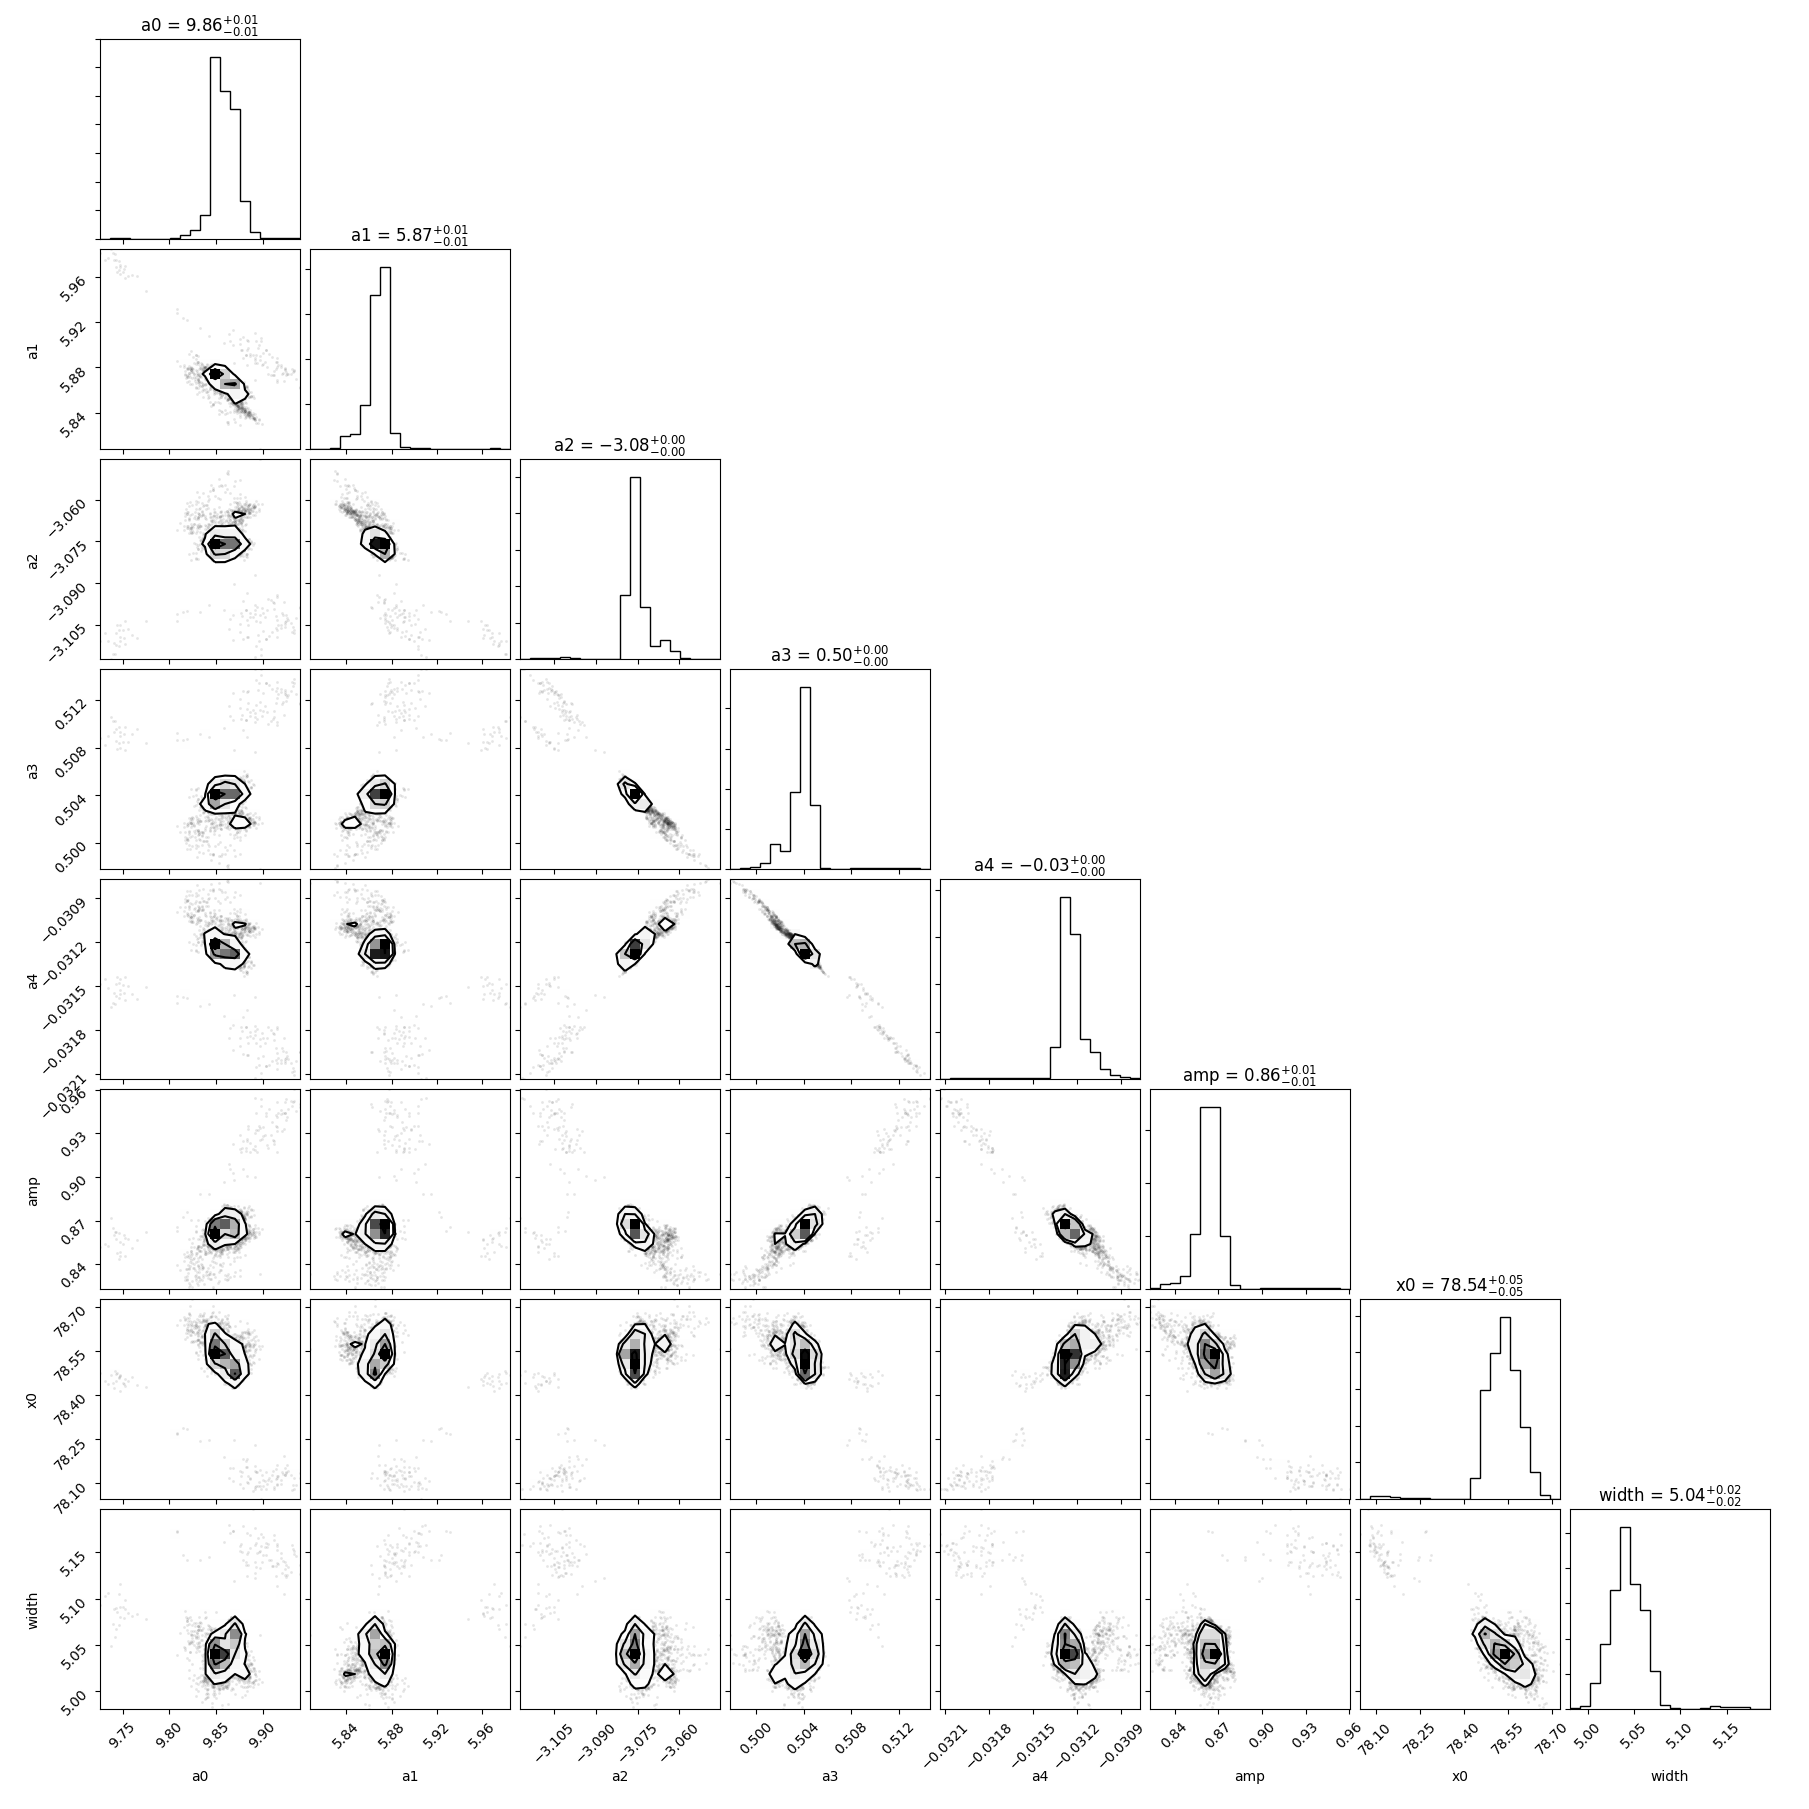 a0 = 9.86 +0.01 −0.01
a1 = 5.87 +0.01 −0.01
5.96
5.92
5.88
5.84
a1
a2 = −3.08 +0.00 −0.00
−3.060
−3.075
−3.090
−3.105
a2
a3 = 0.50 +0.00 −0.00
0.512
0.508
0.504
0.500
a3
a4 = −0.03 +0.00 −0.00
−0.0309
−0.0312
−0.0315
−0.0318
−0.0321
a4
amp = 0.86 +0.01 −0.01
0.96
0.93
0.90
0.87
0.84
amp
x0 = 78.54 +0.05 −0.05
78.70
78.55
78.40
78.25
78.10
x0
width = 5.04 +0.02 −0.02
5.15
5.10
5.05
5.00
width
9.75 9.80 9.85 9.90 5.84 5.88 5.92 5.96 −3.105 −3.090 −3.075 −3.060 0.500 0.504 0.508 0.512 −0.0321 −0.0318 −0.0315 −0.0312 −0.0309 0.84 0.87 0.90 0.93 0.96 78.10 78.25 78.40 78.55 78.70 5.00 5.05 5.10 5.15
a0 a1 a2 a3 a4 amp x0 width